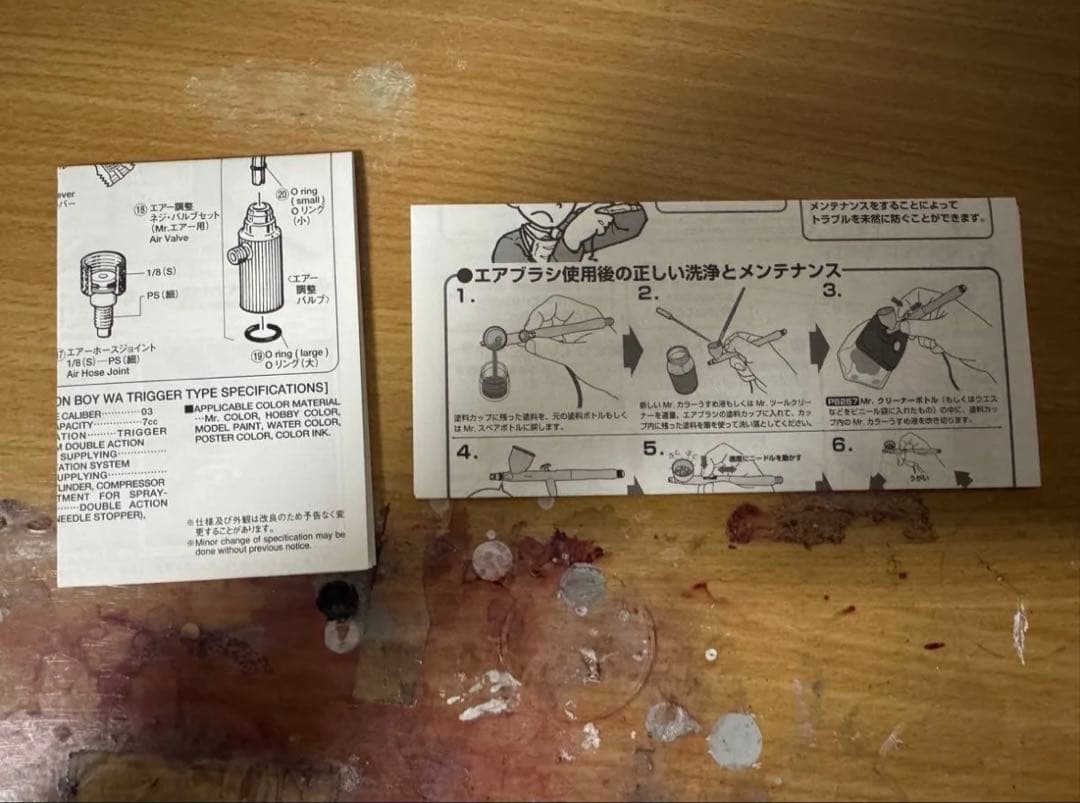 ever
バー
⑱ エアー調整
ネジ・バルブセット
(Mr.エアー用)
Air Valve
⑳ O ring
(small)
O リング
(小)
1/8(S)
PS(細)
〈エアー
調整
バルブ〉
⑰エアーホースジョイント
1/8(S)―PS(細)
Air Hose Joint
⑲O ring (large)
O リング(大)
ON BOY WA TRIGGER TYPE SPECIFICATIONS]
E CALIBER…………03
APACITY…………7cc
ATION………TRIGGER
M DOUBLE ACTION
SUPPLYING…………
ATION SYSTEM
UPPLYING…………
LINDER, COMPRESSOR
TMENT FOR SPRAY-
………DOUBLE ACTION
NEEDLE STOPPER),
■APPLICABLE COLOR MATERIAL
…Mr. COLOR, HOBBY COLOR,
MODEL PAINT, WATER COLOR,
POSTER COLOR, COLOR INK.
※仕様及び外観は改良のため予告なく変
更することがあります。
※Minor change of specification may be
done without previous notice.
メンテナンスをすることによって
トラブルを未然に防ぐことができます。
●エアブラシ使用後の正しい洗浄とメンテナンス
1.
塗料カップに残った塗料を、元の塗料ボトルもしく
は Mr. スペアボトルに戻します。
2.
新しい Mr. カラーうすめ液もしくは Mr. ツールクリー
ナーを適量、エアブラシの塗料カップに入れて、カッ
プ内に残った塗料を筆を使って洗い落としてください。
3.
PS257 Mr. クリーナーボトル(もしくはウエス
などをビニール袋に入れたもの)の中に、塗料カッ
プ内の Mr. カラーうすめ液を吹き切ります。
4.
5.
適度にニードルを動かす
6.
うがい